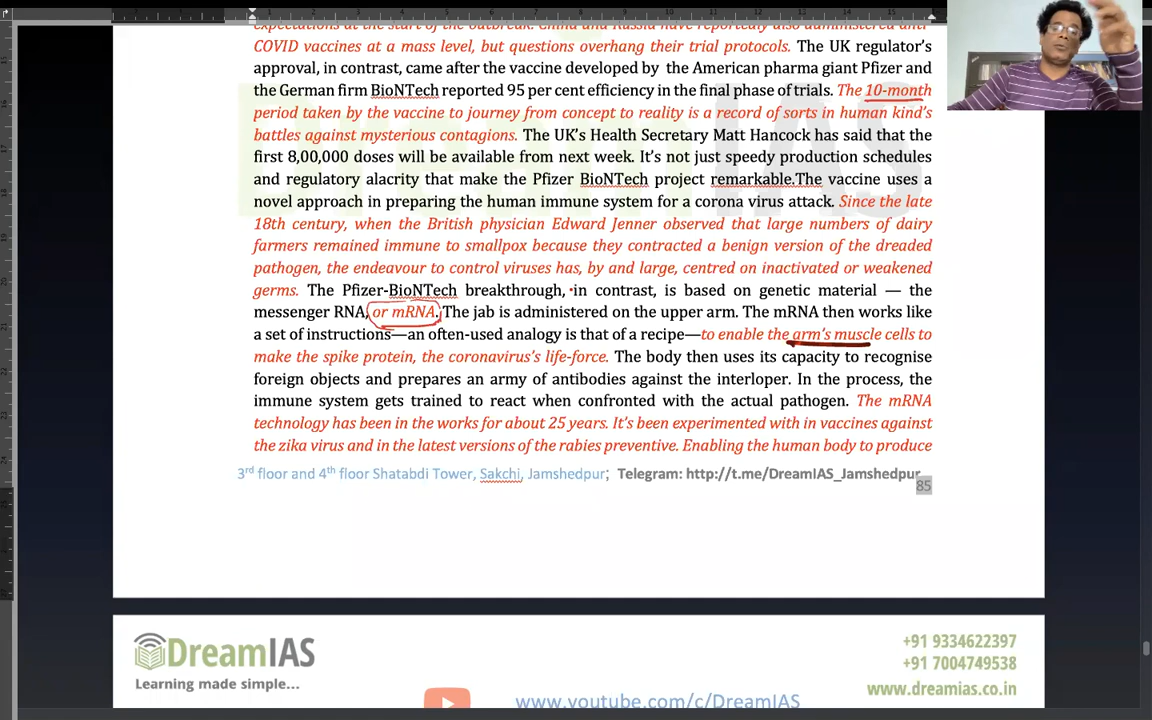 expectations at the start of the outbreak. China and Russia have reportedly also administered anti-
COVID vaccines at a mass level, but questions overhang their trial protocols. The UK regulator's
approval, in contrast, came after the vaccine developed by the American pharma giant Pfizer and
the German firm BioNTech reported 95 per cent efficiency in the final phase of trials. The 10-month
period taken by the vaccine to journey from concept to reality is a record of sorts in human kind's
battles against mysterious contagions. The UK's Health Secretary Matt Hancock has said that the
first 8,00,000 doses will be available from next week. It's not just speedy production schedules
and regulatory alacrity that make the Pfizer BioNTech project remarkable.The vaccine uses a
novel approach in preparing the human immune system for a corona virus attack. Since the late
18th century, when the British physician Edward Jenner observed that large numbers of dairy
farmers remained immune to smallpox because they contracted a benign version of the dreaded
pathogen, the endeavour to control viruses has, by and large, centred on inactivated or weakened
germs. The Pfizer-BioNTech breakthrough, in contrast, is based on genetic material — the
messenger RNA, or mRNA. The jab is administered on the upper arm. The mRNA then works like
a set of instructions—an often-used analogy is that of a recipe—to enable the arm's muscle cells to
make the spike protein, the coronavirus's life-force. The body then uses its capacity to recognise
foreign objects and prepares an army of antibodies against the interloper. In the process, the
immune system gets trained to react when confronted with the actual pathogen. The mRNA
technology has been in the works for about 25 years. It's been experimented with in vaccines against
the zika virus and in the latest versions of the rabies preventive. Enabling the human body to produce
3rd floor and 4th floor Shatabdi Tower, Sakchi, Jamshedpur; Telegram: http://t.me/DreamIAS_Jamshedpur
85
DreamIAS
Learning made simple...
+91 9334622397
+91 7004749538
www.dreamias.co.in
www.youtube.com/c/DreamIAS